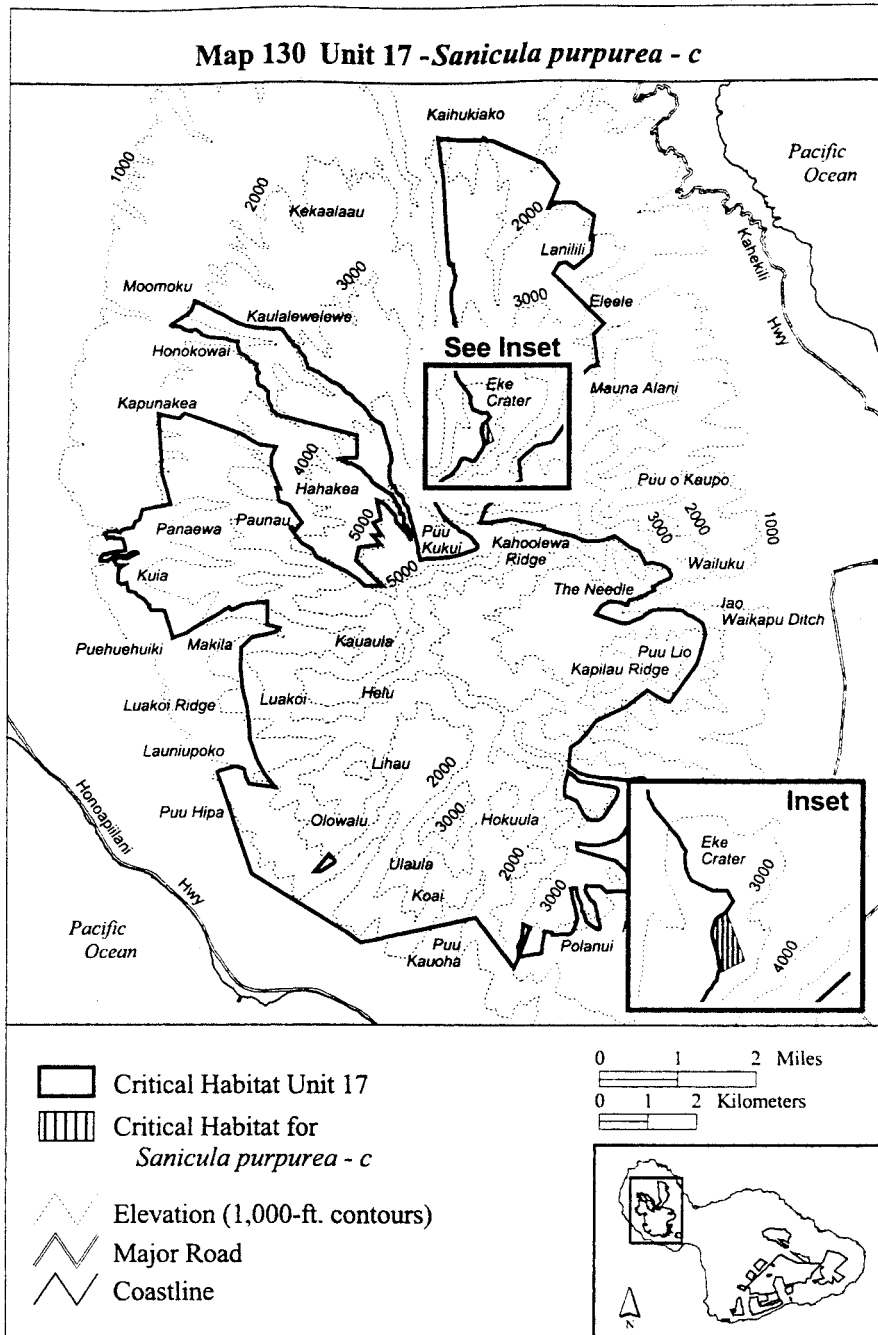 Map 130 Unit 17 - Sanicula purpurea - c
Kaihukiako
1000
Pacific
Ocean
2000
Kekaalaau
2000
Lanilili
Kahekili
Hwy
3000
Moomoku
3000
Eleele
Kaulalewelewe
Honokowai
See Inset
Eke
Crater
Mauna Alani
Kapunakea
4000
Hahakea
Puu o Kaupo
Panaewa
Paunau
5000
Puu
Kukui
Kahoolewa
Ridge
3000
2000
1000
Wailuku
Kuia
5000
The Needle
Iao
Waikapu Ditch
Puehuehuiki
Makila
Kauaula
Puu Lio
Kapilau Ridge
Luakoi Ridge
Luakoi
Helu
Launiupoko
Lihau
2000
Honoapiilani
Hwy
Puu Hipa
Olowalu
3000
Hokuula
Inset
Eke
Crater
3000
4000
Ulaula
2000
Koai
3000
Pacific
Ocean
Puu
Kauoha
Polanui
Critical Habitat Unit 17
Critical Habitat for
Sanicula purpurea - c
Elevation (1,000-ft. contours)
Major Road
Coastline
0 1 2 Miles
0 1 2 Kilometers
N